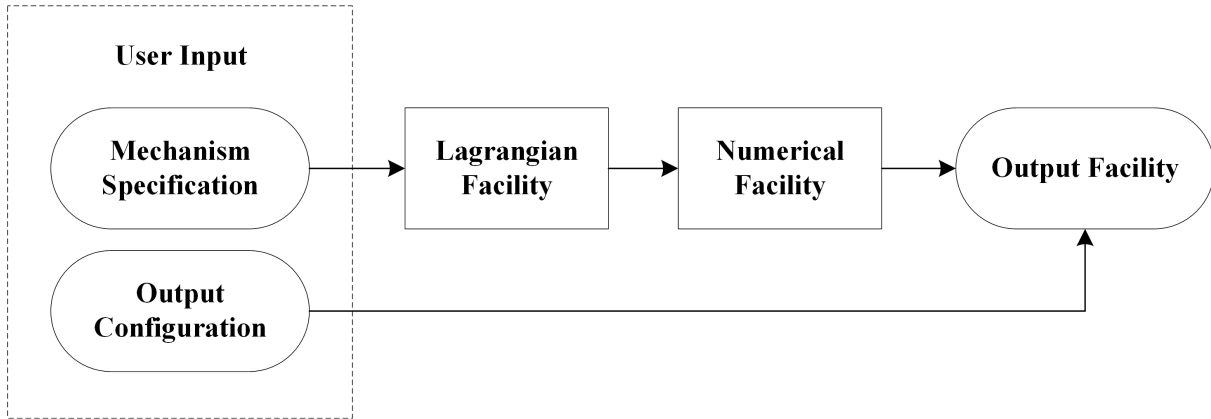 User Input
Mechanism
Specification
Lagrangian
Facility
Numerical
Facility
Output Facility
Output
Configuration